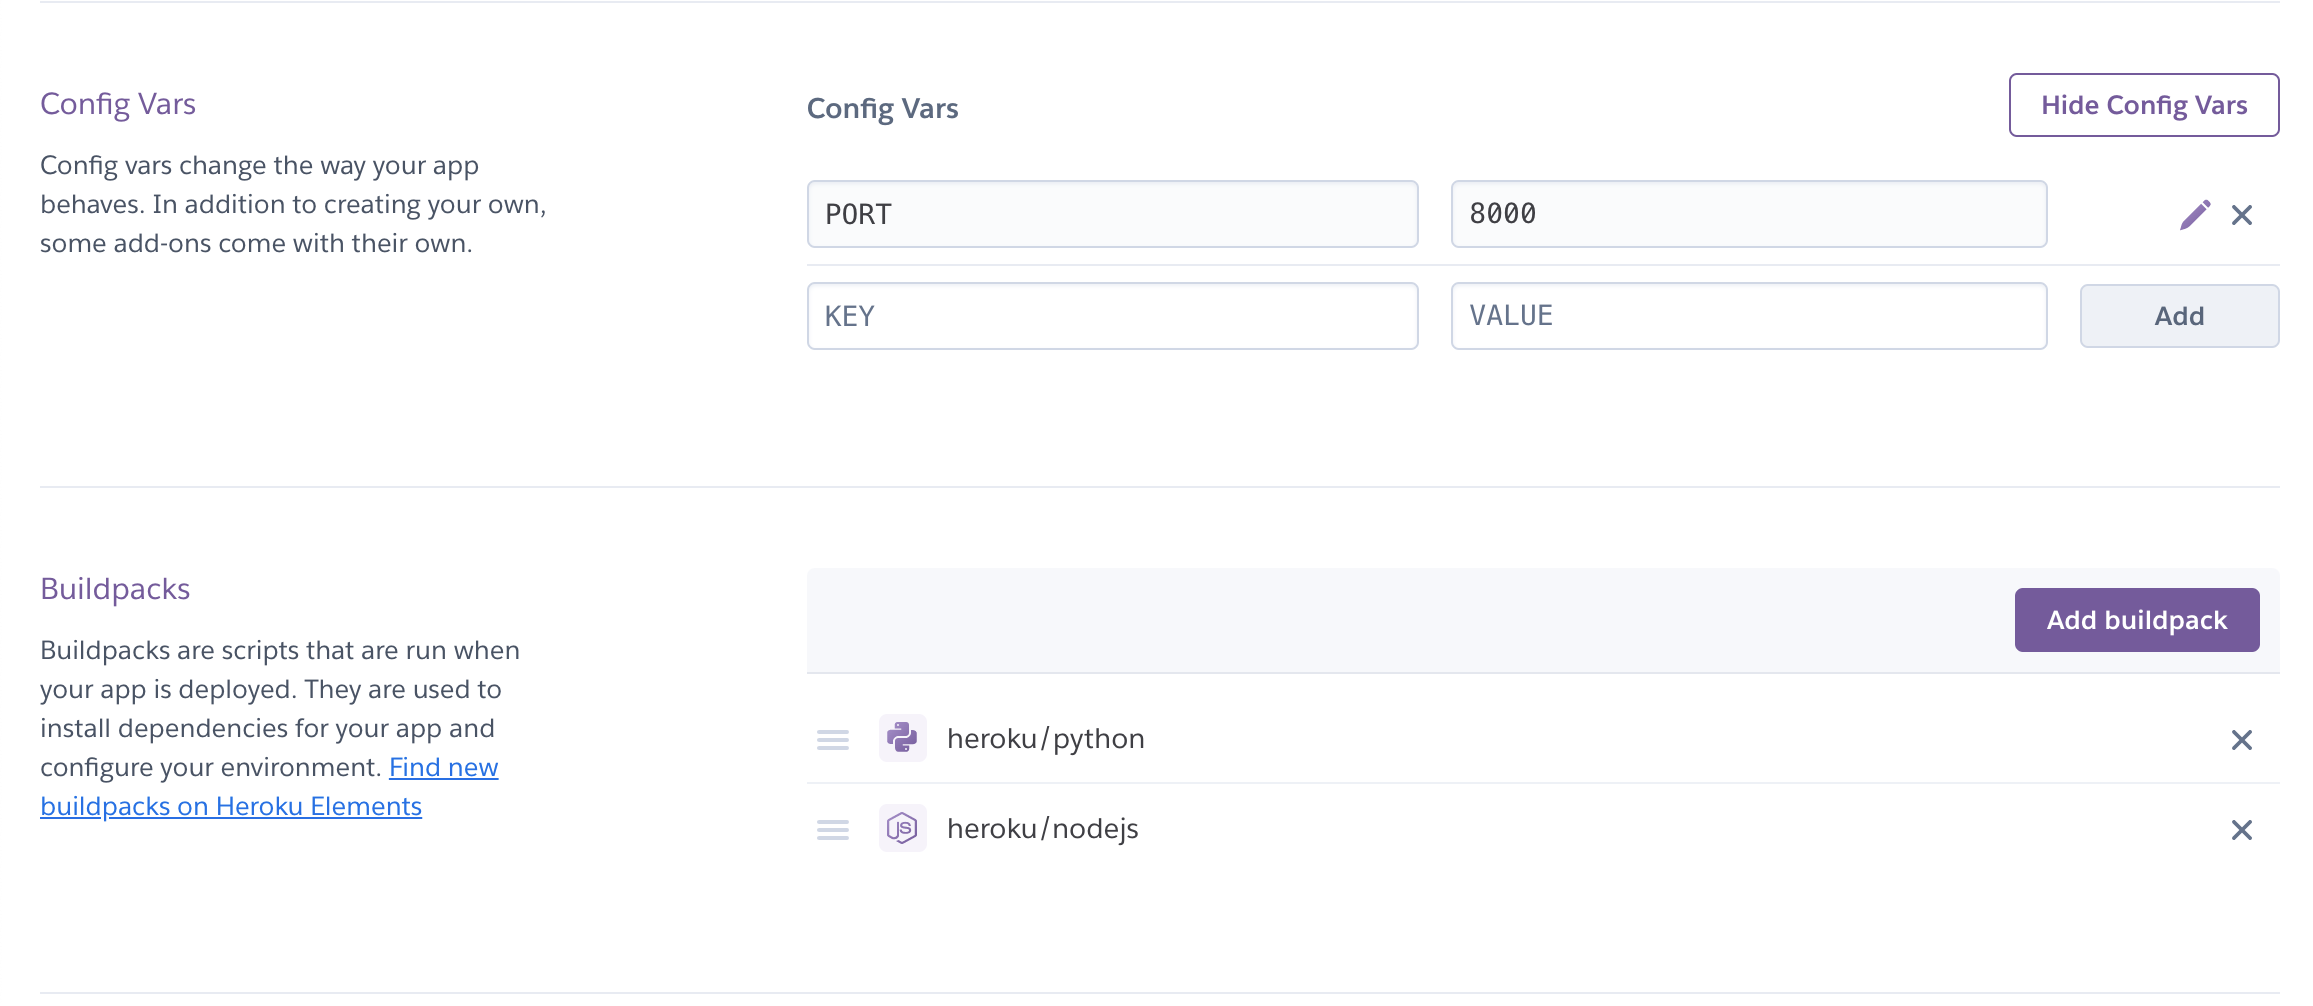 Config Vars
Config vars change the way your app
behaves. In addition to creating your own,
some add-ons come with their own.
Config Vars
Hide Config Vars
PORT
8000
KEY
VALUE
Add
Buildpacks
Buildpacks are scripts that are run when
your app is deployed. They are used to
install dependencies for your app and
configure your environment. Find new
buildpacks on Heroku Elements
Add buildpack
heroku/python
JS
heroku/nodejs